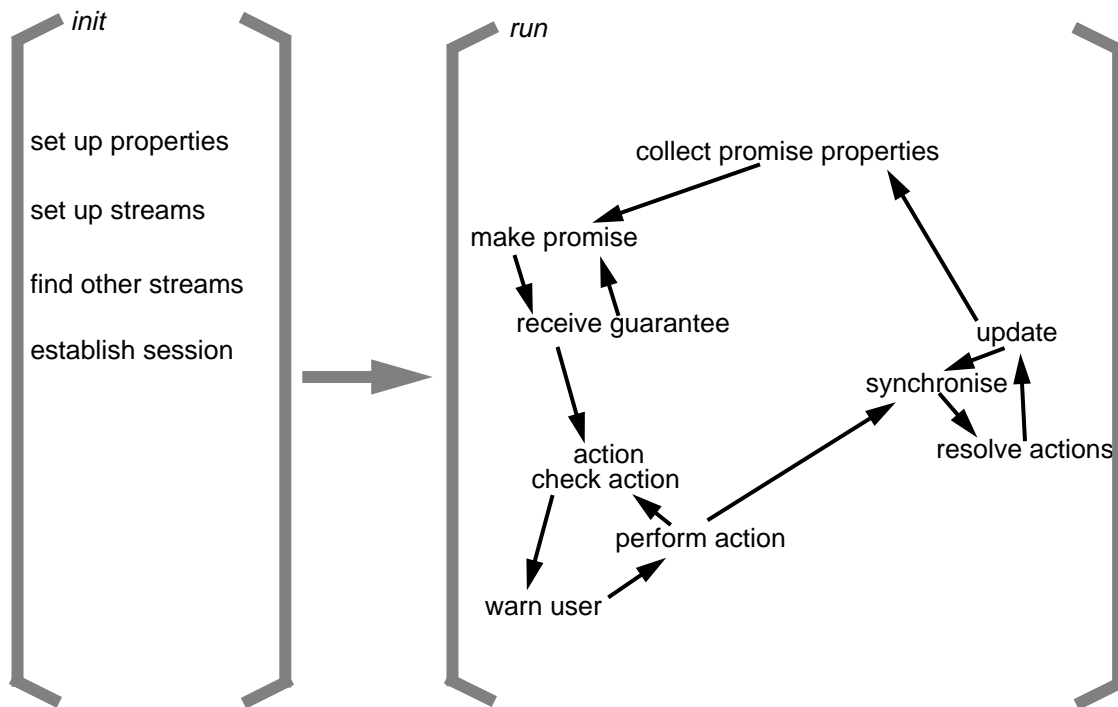 init
set up properties
set up streams
find other streams
establish session
run
collect promise properties
make promise
receive guarantee
update
synchronise
resolve actions
action
check action
perform action
warn user